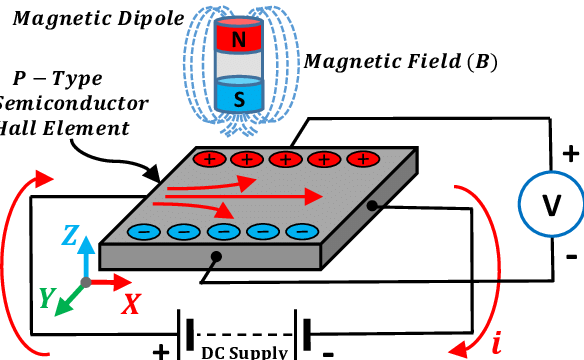 Magnetic Dipole
N
S
Magnetic Field (B)
P − Type
Semiconductor
Hall Element
+ + + + +
− − − − −
+
V
-
Z
Y
X
+
DC Supply
-
i